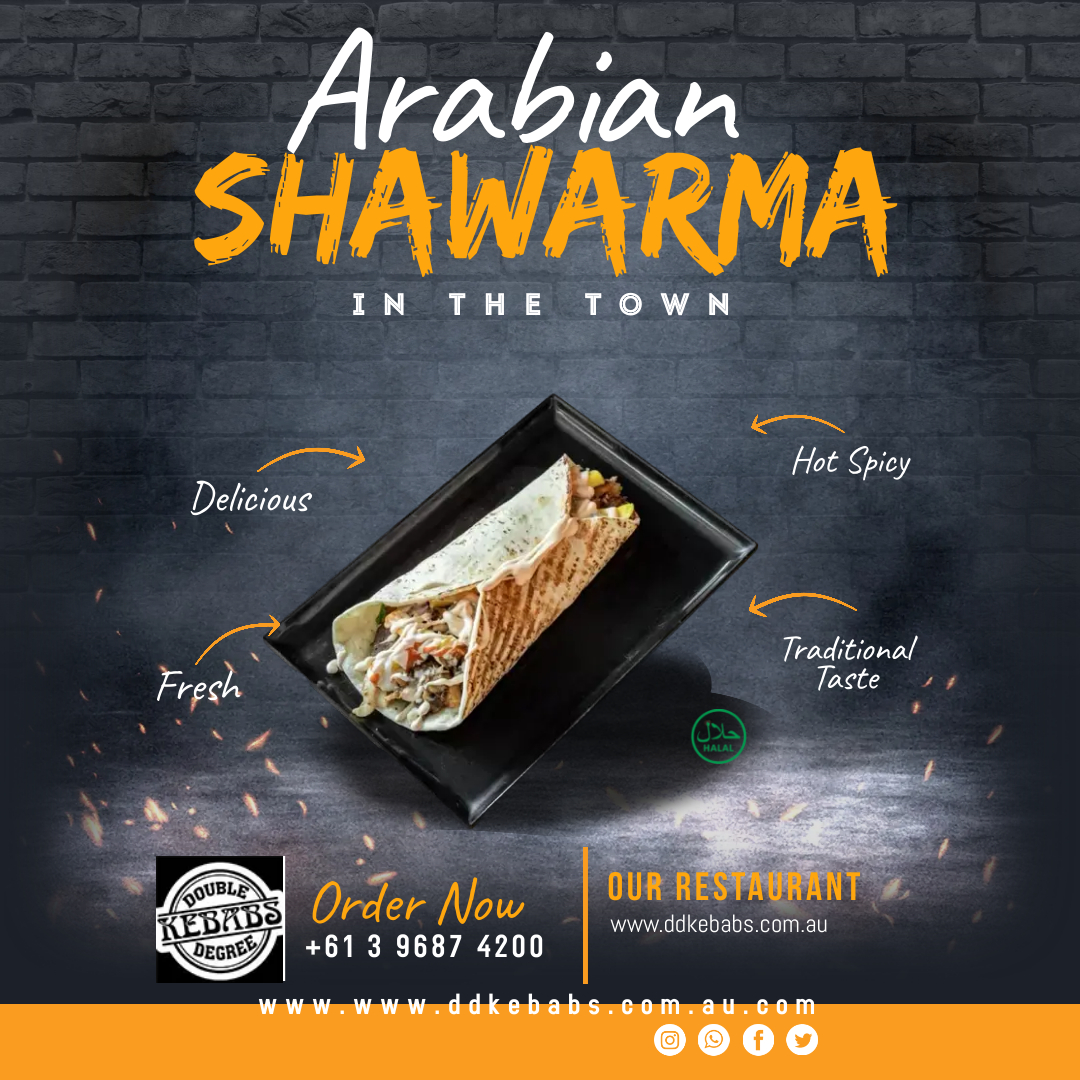 Arabian
SHAWARMA
IN THE TOWN
Hot Spicy
Delicious
Traditional
Taste
Fresh
حلال
HALAL
DOUBLE
KEBABS
DEGREE
Order Now
+61 3 9687 4200
OUR RESTAURANT
www.ddkebabs.com.au
www.www.ddkebabs.com.au.com